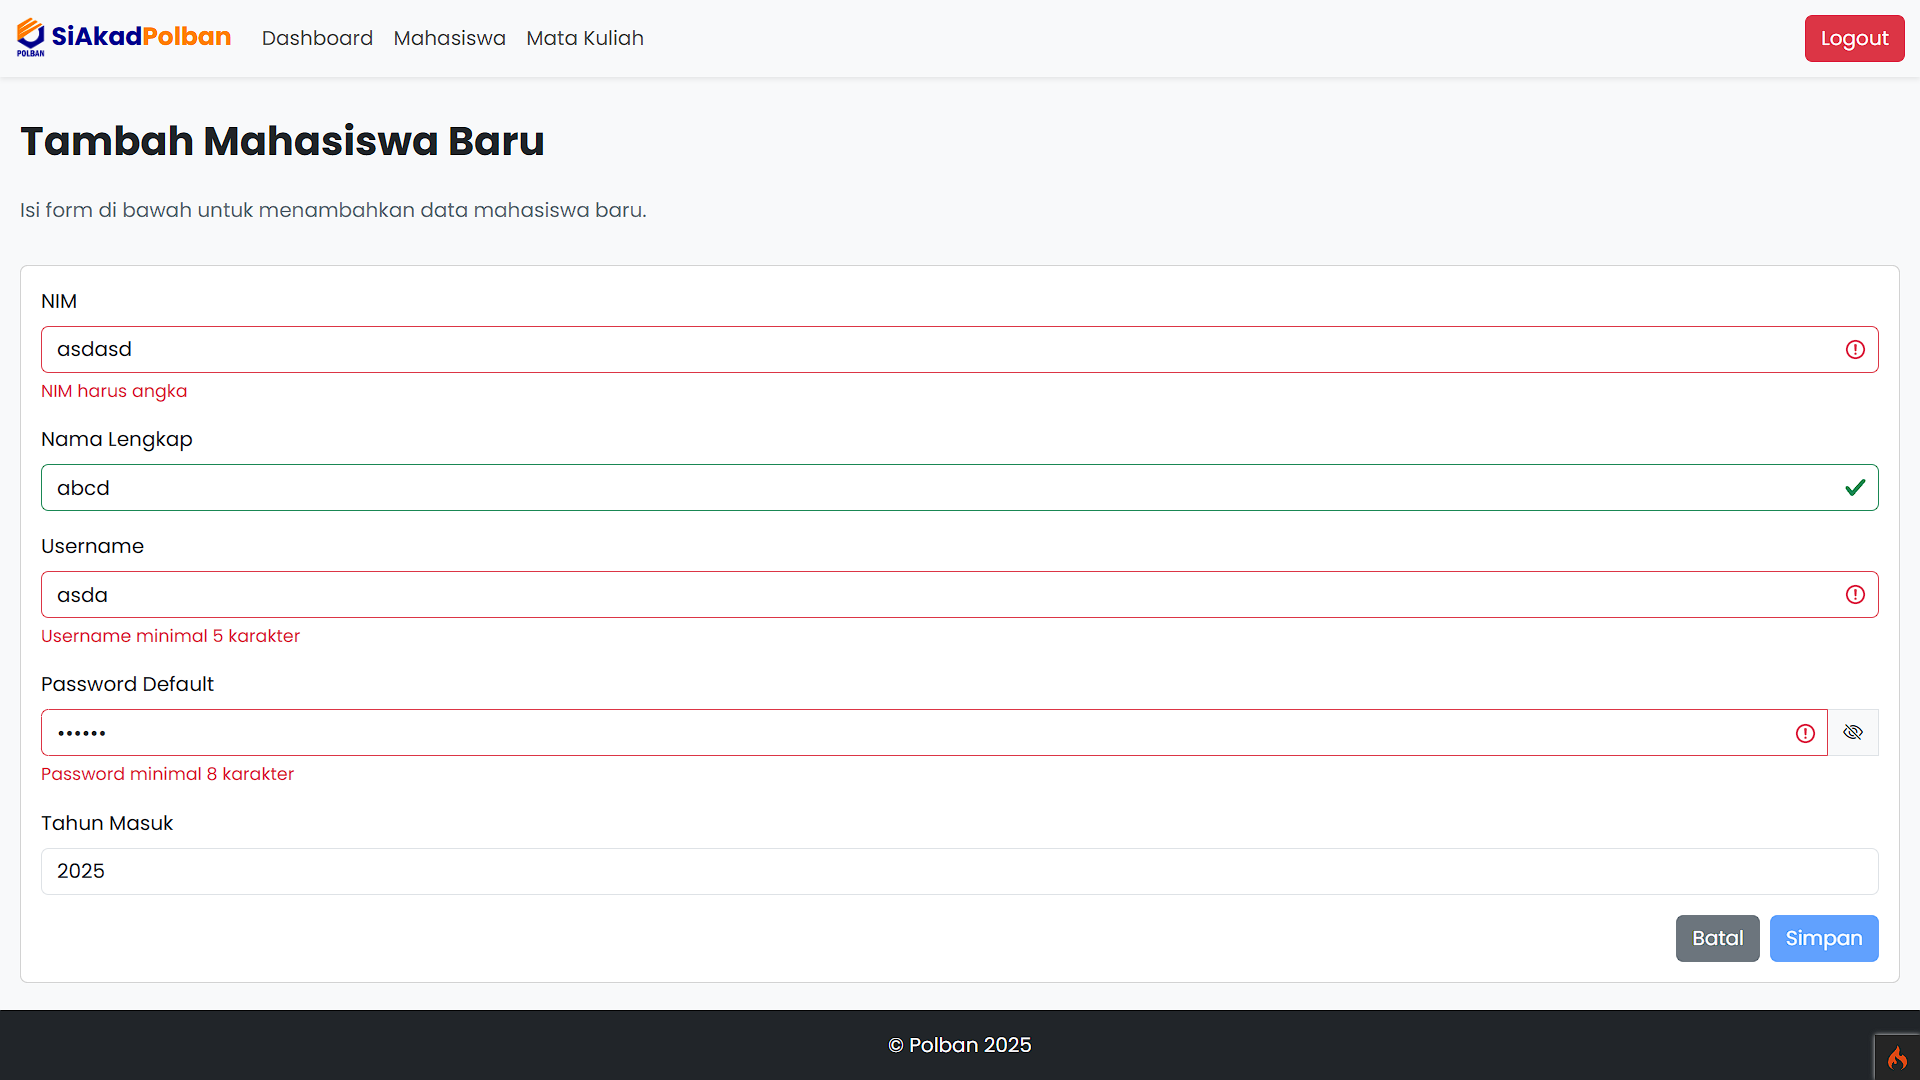 POLBAN SiAkadPolban Dashboard Mahasiswa Mata Kuliah Logout
Tambah Mahasiswa Baru
Isi form di bawah untuk menambahkan data mahasiswa baru.
NIM
asdasd
NIM harus angka
Nama Lengkap
abcd
Username
asda
Username minimal 5 karakter
Password Default
••••••
Password minimal 8 karakter
Tahun Masuk
2025
Batal Simpan
© Polban 2025